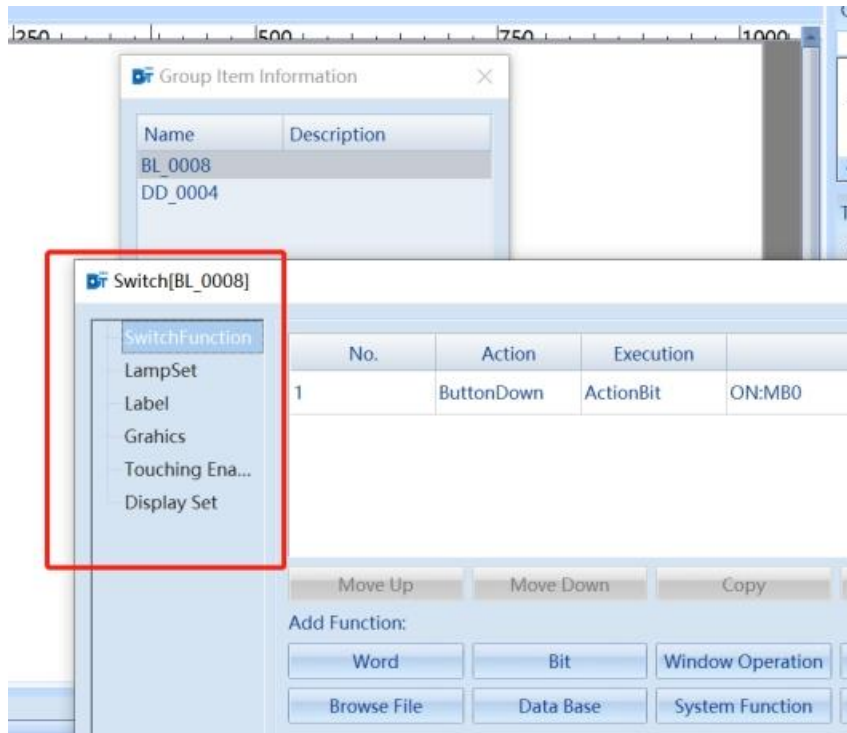 250 500 750 1000
Group Item Information
Name Description
BL_0008
DD_0004
Switch[BL_0008]
SwitchFunction
LampSet
Label
Grahics
Touching Ena...
Display Set
No. Action Execution
1 ButtonDown ActionBit ON:MB0
Move Up Move Down Copy
Add Function:
Word Bit Window Operation
Browse File Data Base System Function